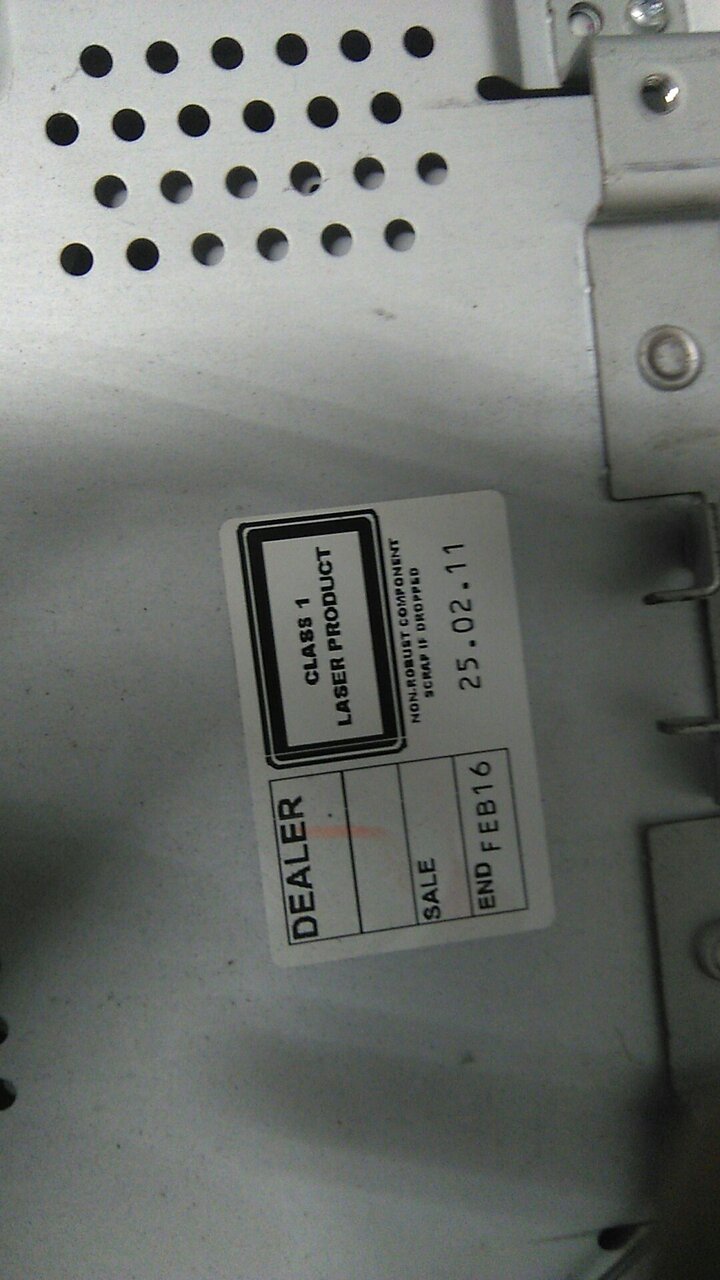 CLASS 1
LASER PRODUCT
NON-ROBUST COMPONENT
SCRAP IF DROPPED
25.02.11
DEALER
SALE
END FEB16